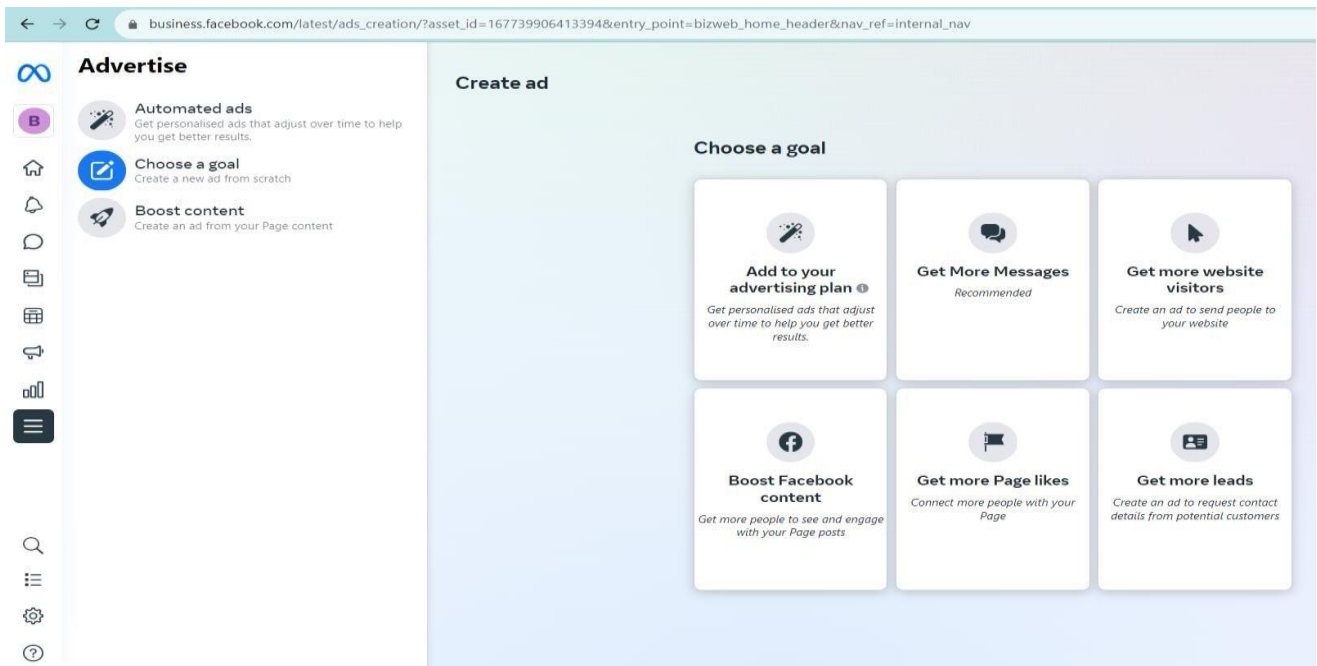 business.facebook.com/latest/ads_creation/?asset_id=167739906413394&entry_point=bizweb_home_header&nav_ref=internal_nav
Advertise
B
Automated ads
Get personalised ads that adjust over time to help
you get better results.
Choose a goal
Create a new ad from scratch
Boost content
Create an ad from your Page content
Create ad
Choose a goal
Add to your
advertising plan
Get personalised ads that adjust
over time to help you get better
results.
Get More Messages
Recommended
Get more website
visitors
Create an ad to send people to
your website
Boost Facebook
content
Get more people to see and engage
with your Page posts
Get more Page likes
Connect more people with your
Page
Get more leads
Create an ad to request contact
details from potential customers